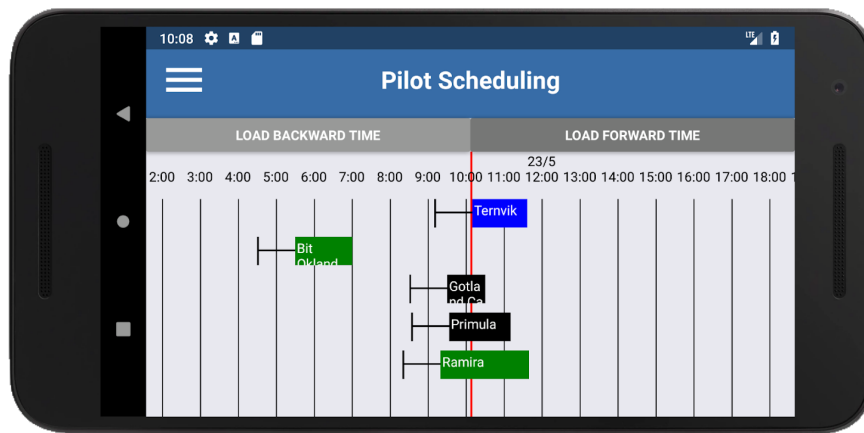 10:08 A LTE
Pilot Scheduling
LOAD BACKWARD TIME LOAD FORWARD TIME
23/5
2:00 3:00 4:00 5:00 6:00 7:00 8:00 9:00 10:00 11:00 12:00 13:00 14:00 15:00 16:00 17:00 18:00 1
Ternvik
Bit
Okland
Gotla
nd Ca
Primula
Ramira